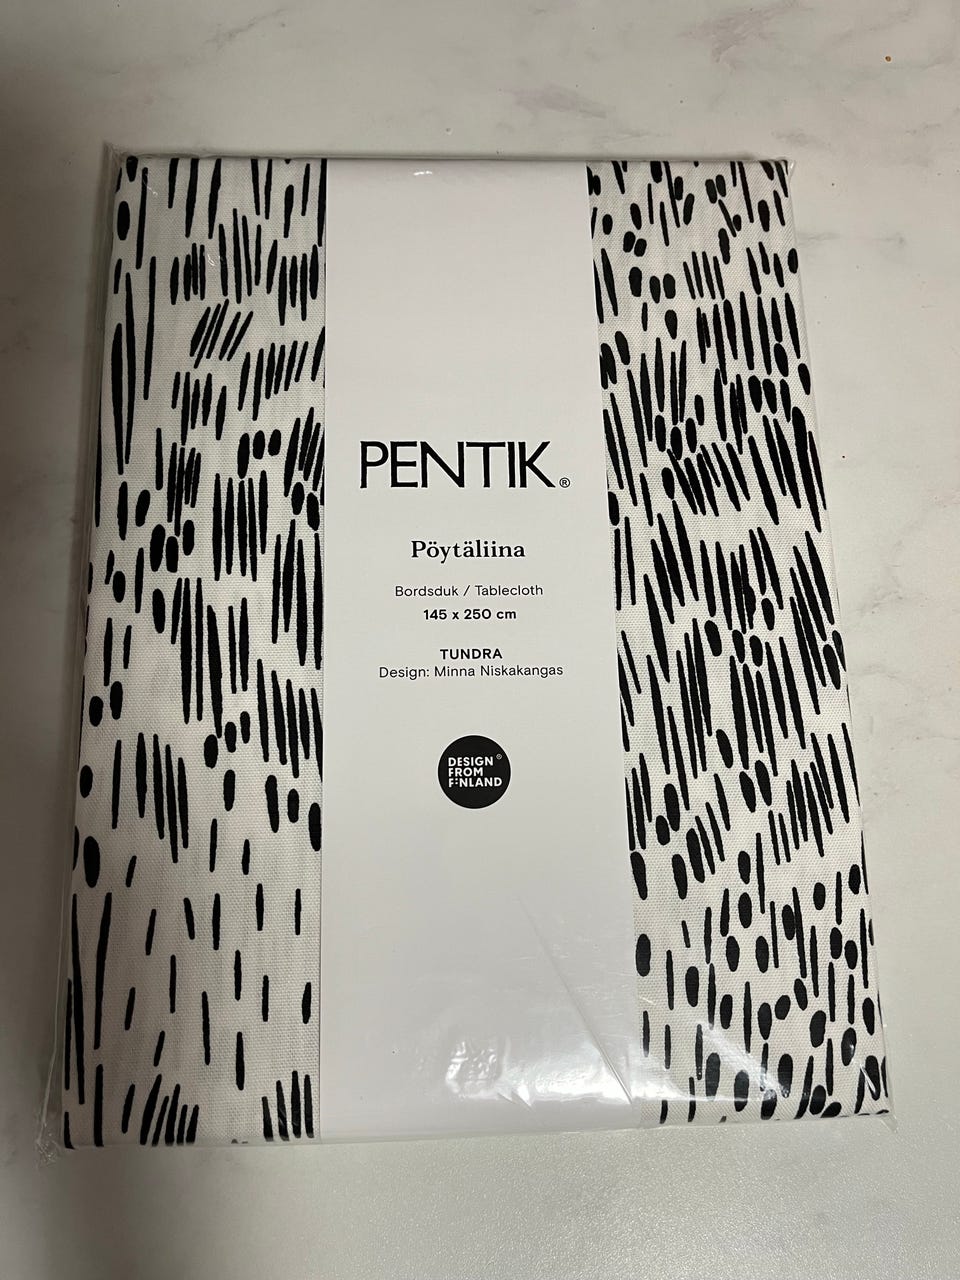 PENTIK®
Pöytäliina
Bordsduk / Tablecloth
145 x 250 cm
TUNDRA
Design: Minna Niskakangas
DESIGN ®
FROM
FINLAND